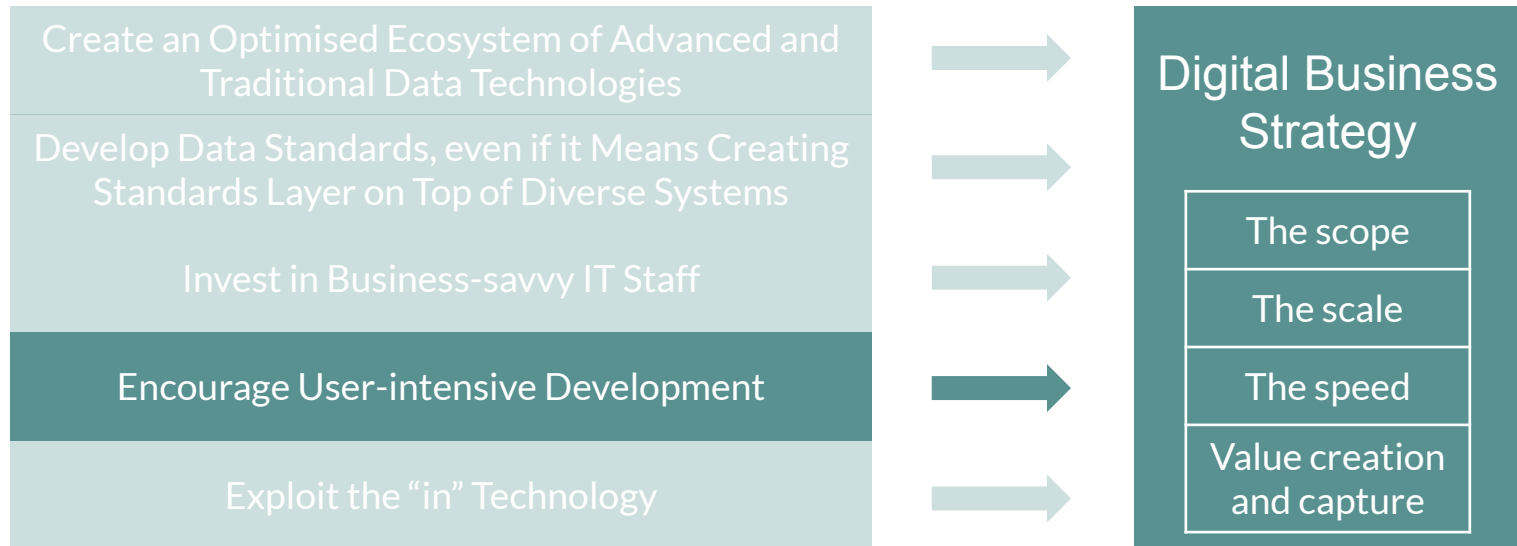 Create an Optimised Ecosystem of Advanced and
Traditional Data Technologies
Develop Data Standards, even if it Means Creating
Standards Layer on Top of Diverse Systems
Invest in Business-savvy IT Staff
Encourage User-intensive Development
Exploit the “in” Technology
Digital Business
Strategy
The scope
The scale
The speed
Value creation
and capture